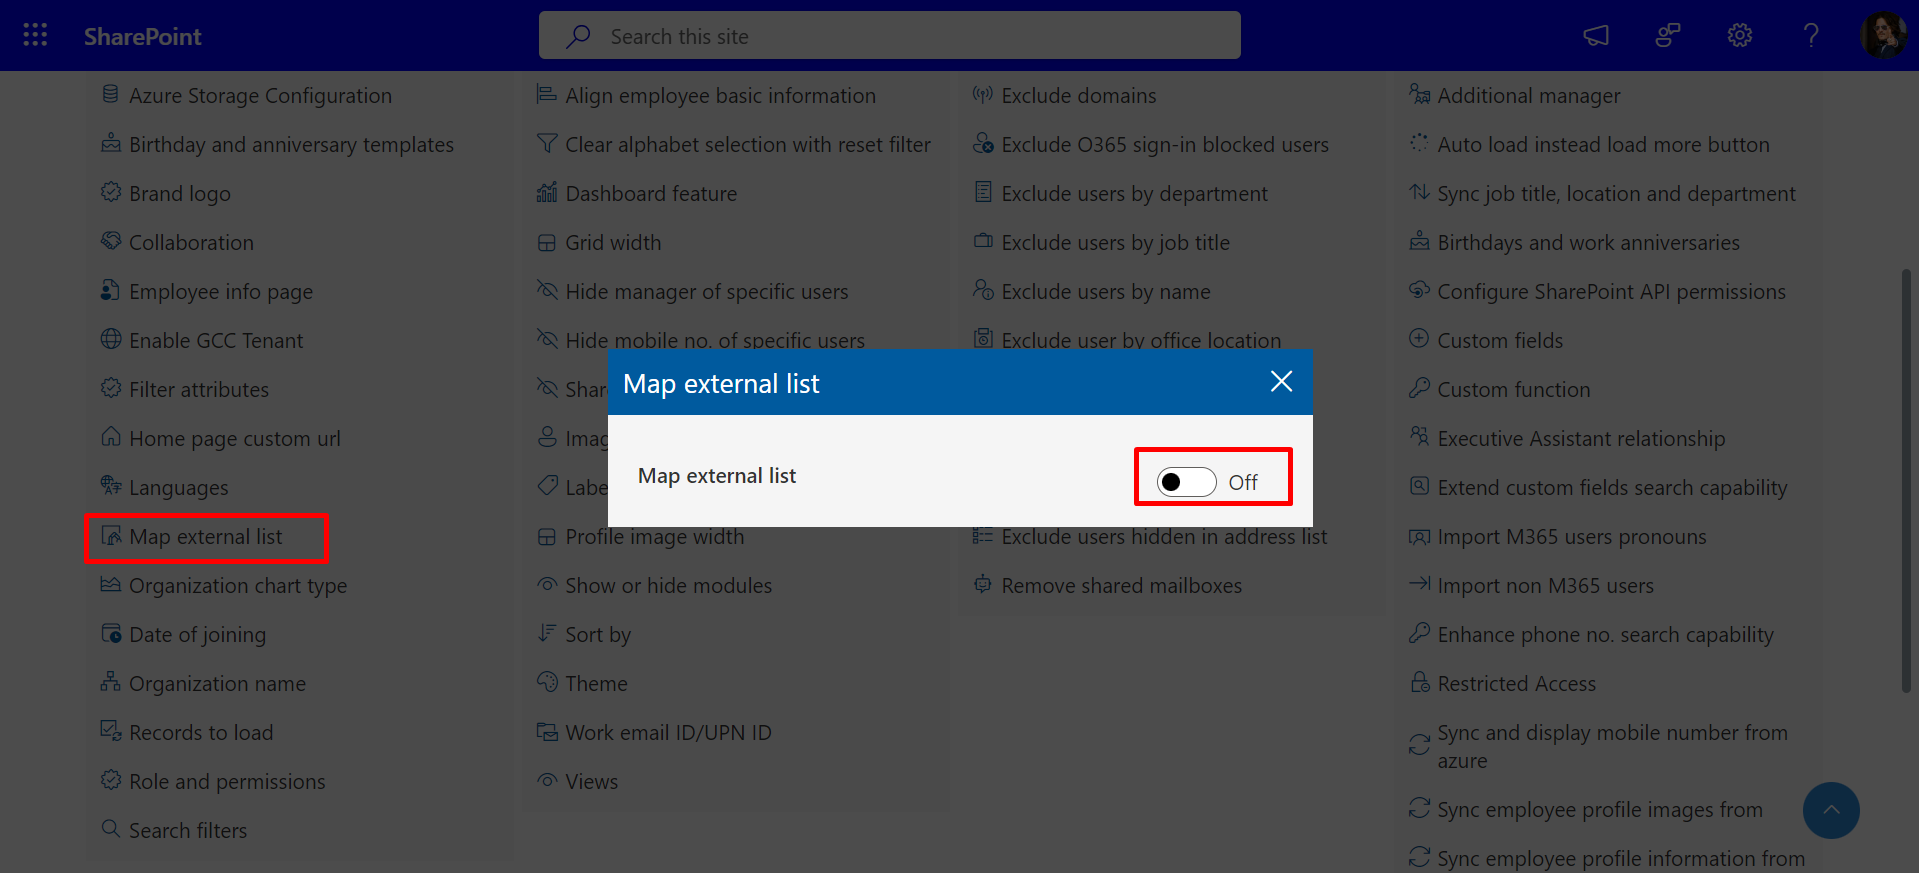 SharePoint
Search this site
Azure Storage Configuration
Birthday and anniversary templates
Brand logo
Collaboration
Employee info page
Enable GCC Tenant
Filter attributes
Home page custom url
Languages
Map external list
Organization chart type
Date of joining
Organization name
Records to load
Role and permissions
Search filters
Align employee basic information
Clear alphabet selection with reset filter
Dashboard feature
Grid width
Hide manager of specific users
Hide mobile no. of specific users
Profile image width
Show or hide modules
Sort by
Theme
Work email ID/UPN ID
Views
Exclude domains
Exclude O365 sign-in blocked users
Exclude users by department
Exclude users by job title
Exclude users by name
Exclude user by office location
Exclude users hidden in address list
Remove shared mailboxes
Additional manager
Auto load instead load more button
Sync job title, location and department
Birthdays and work anniversaries
Configure SharePoint API permissions
Custom fields
Custom function
Executive Assistant relationship
Extend custom fields search capability
Import M365 users pronouns
Import non M365 users
Enhance phone no. search capability
Restricted Access
Sync and display mobile number from
azure
Sync employee profile images from
Sync employee profile information from
Map external list
Map external list
Off